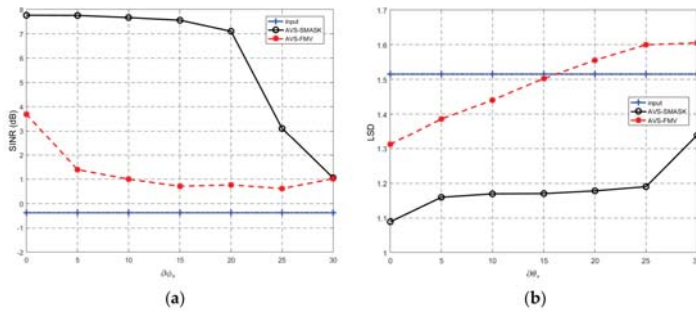 8
7
6
5
4
3
2
1
0
-1
-2
SINR (dB)
0 5 10 15 20 25 30
∂ϕs
input
AVS-SMASK
AVS-FMV
(a)
1.7
1.6
1.5
1.4
1.3
1.2
1.1
1
LSD
0 5 10 15 20 25
∂θs
input
AVS-SMASK
AVS-FMV
(b)